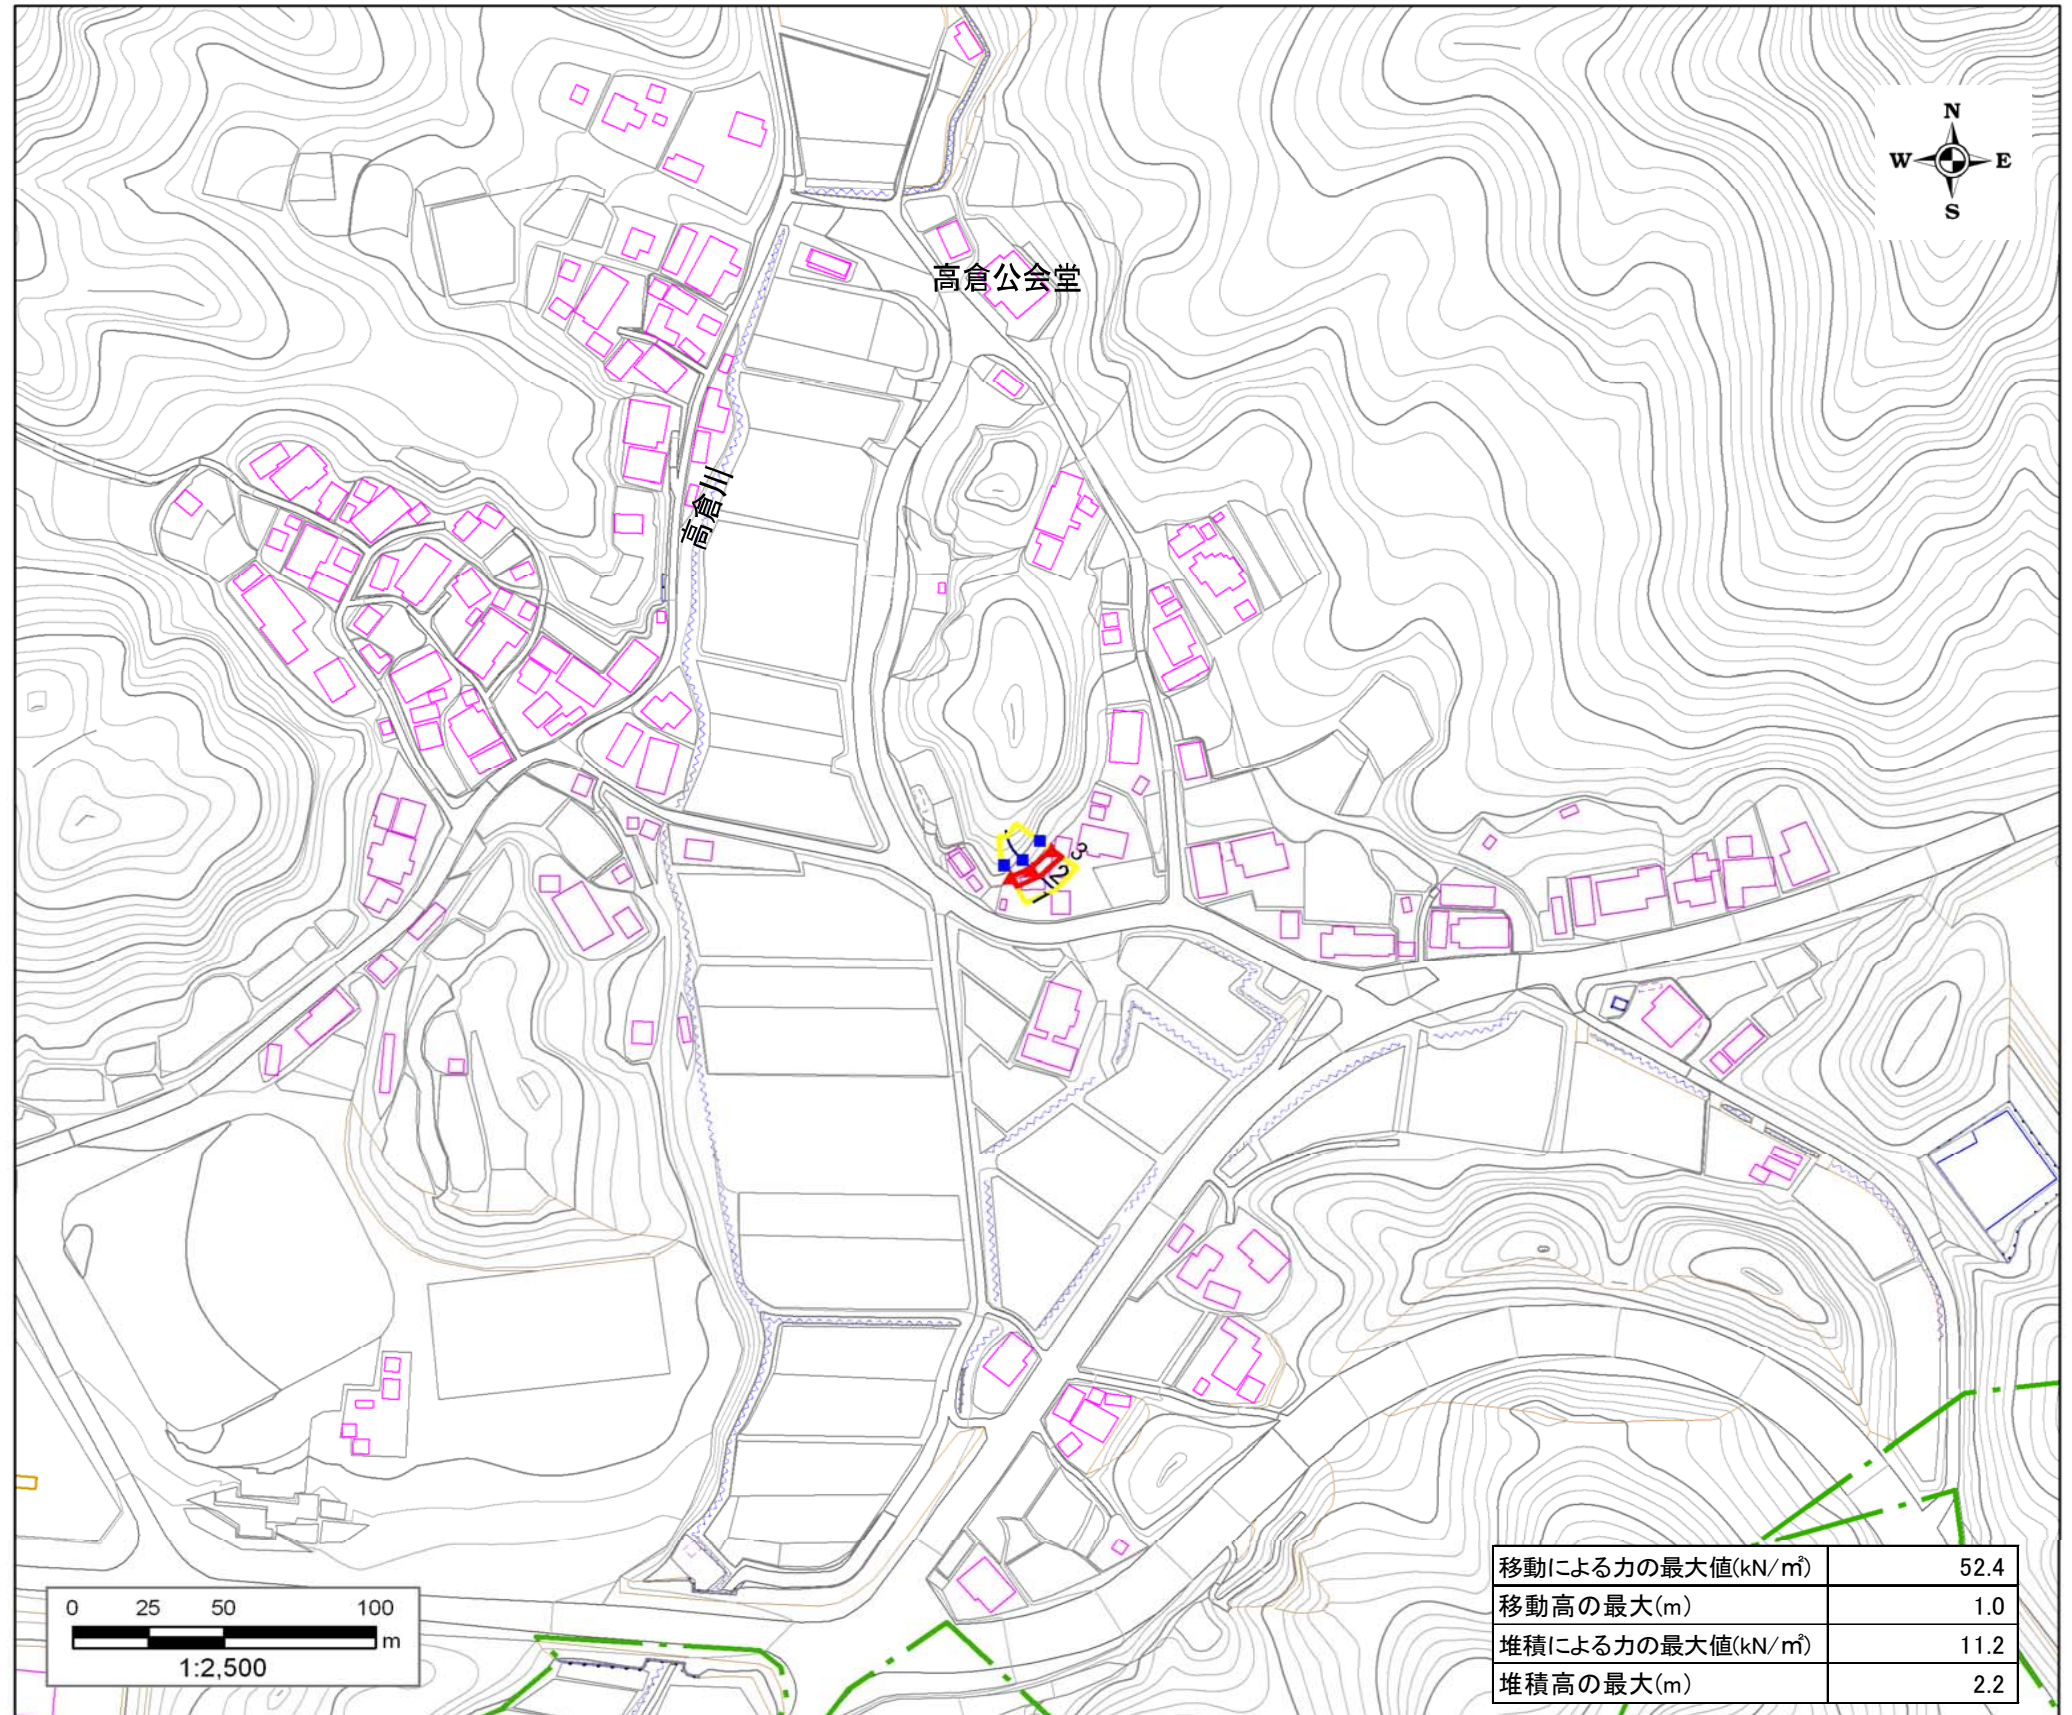 N
W E
S
高倉公会堂
高倉川
3
12
1
移動による力の最大値(kN/㎡) 52.4
移動高の最大(m) 1.0
堆積による力の最大値(kN/㎡) 11.2
堆積高の最大(m) 2.2
0 25 50 100
m
1:2,500